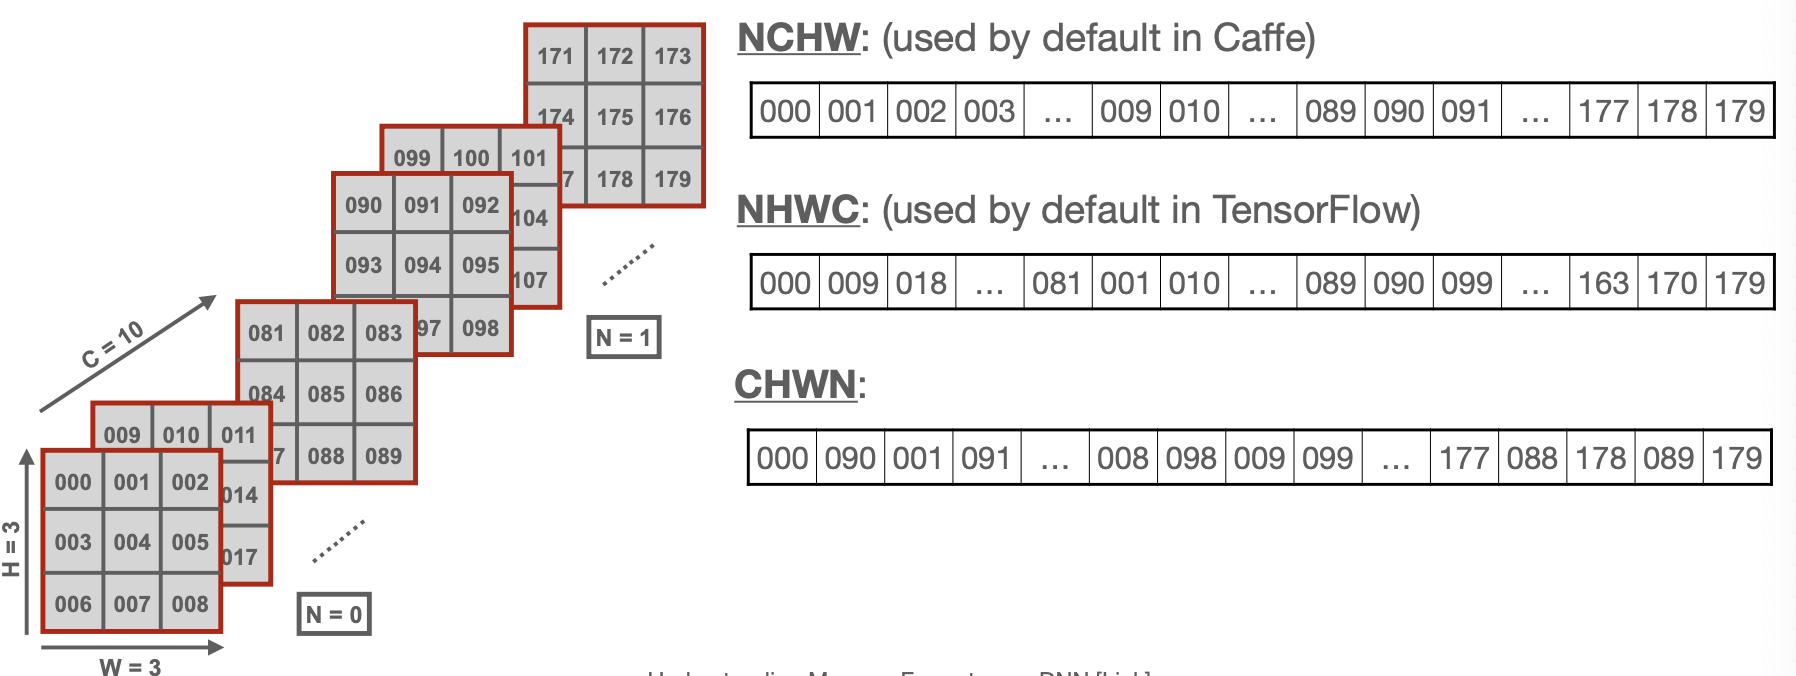 171 172 173
174 175 176
7 178 179
099 100 101
104
107
090 091 092
093 094 095
97 098
N = 1
C = 10
081 082 083
084 085 086
7 088 089
009 010 011
014
017
000 001 002
003 004 005
006 007 008
H = 3
W = 3
N = 0
NCHW: (used by default in Caffe)
000 001 002 003 ... 009 010 ... 089 090 091 ... 177 178 179
NHWC: (used by default in TensorFlow)
000 009 018 ... 081 001 010 ... 089 090 099 ... 163 170 179
CHWN:
000 090 001 091 ... 008 098 009 099 ... 177 088 178 089 179